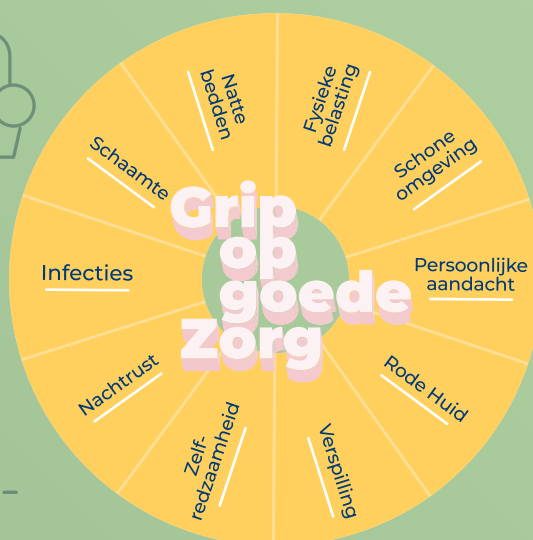 Grip
op
goede
Zorg
Fysieke
belasting
Schone
omgeving
Persoonlijke
aandacht
Rode Huid
Verspilling
Zelf-
redzaamheid
Nachtrust
Infecties
Schaamte
Natte
bedden